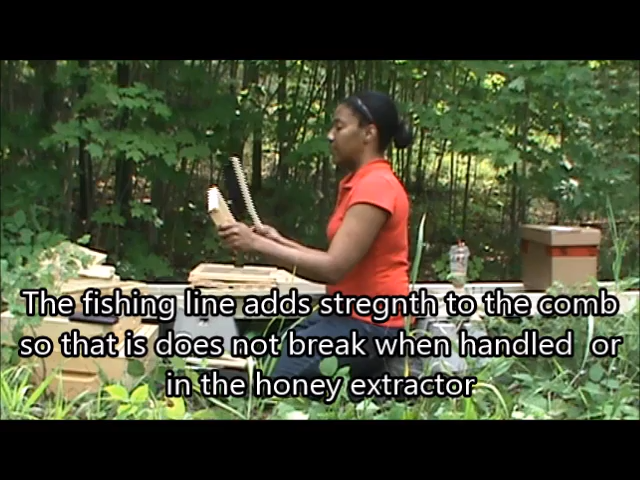 The fishing line adds stregnth to the comb
so that is does not break when handled or
in the honey extractor